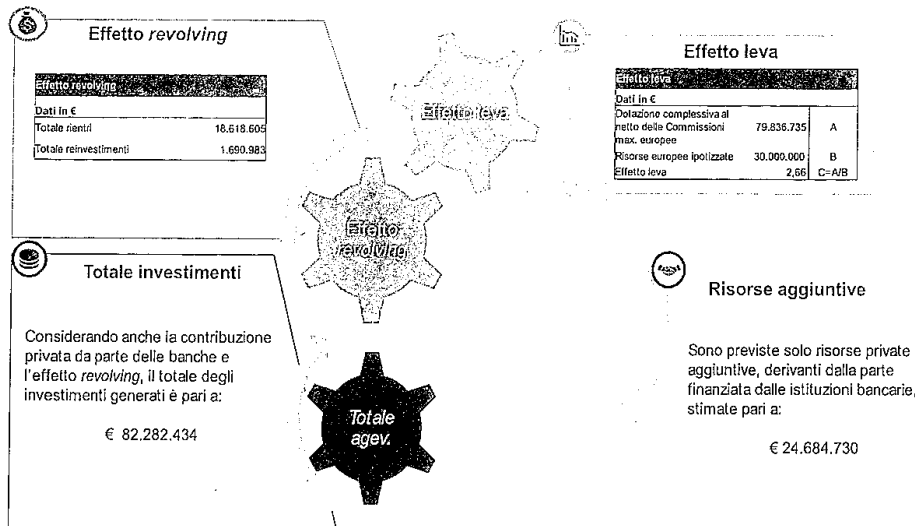 Effetto revolving
Effetto revolving
Dati in €
Totale rientri 18.618.605
Totale reinvestimenti 1.690.983
Effetto leva
Effetto leva
Effetto leva
Dati in €
Dotazione complessiva al
netto delle Commissioni 79.836.735 A
max. europee
Risorse europee ipotizzate 30.000.000 B
Effetto leva 2,66 C=A/B
Effetto
revolving
Totale investimenti
Considerando anche la contribuzione
privata da parte delle banche e
l'effetto revolving, il totale degli
investimenti generati è pari a:
€ 82.282.434
Totale
agev.
Risorse aggiuntive
Sono previste solo risorse private
aggiuntive, derivanti dalla parte
finanziata dalle istituzioni bancarie,
stimate pari a:
€ 24.684.730